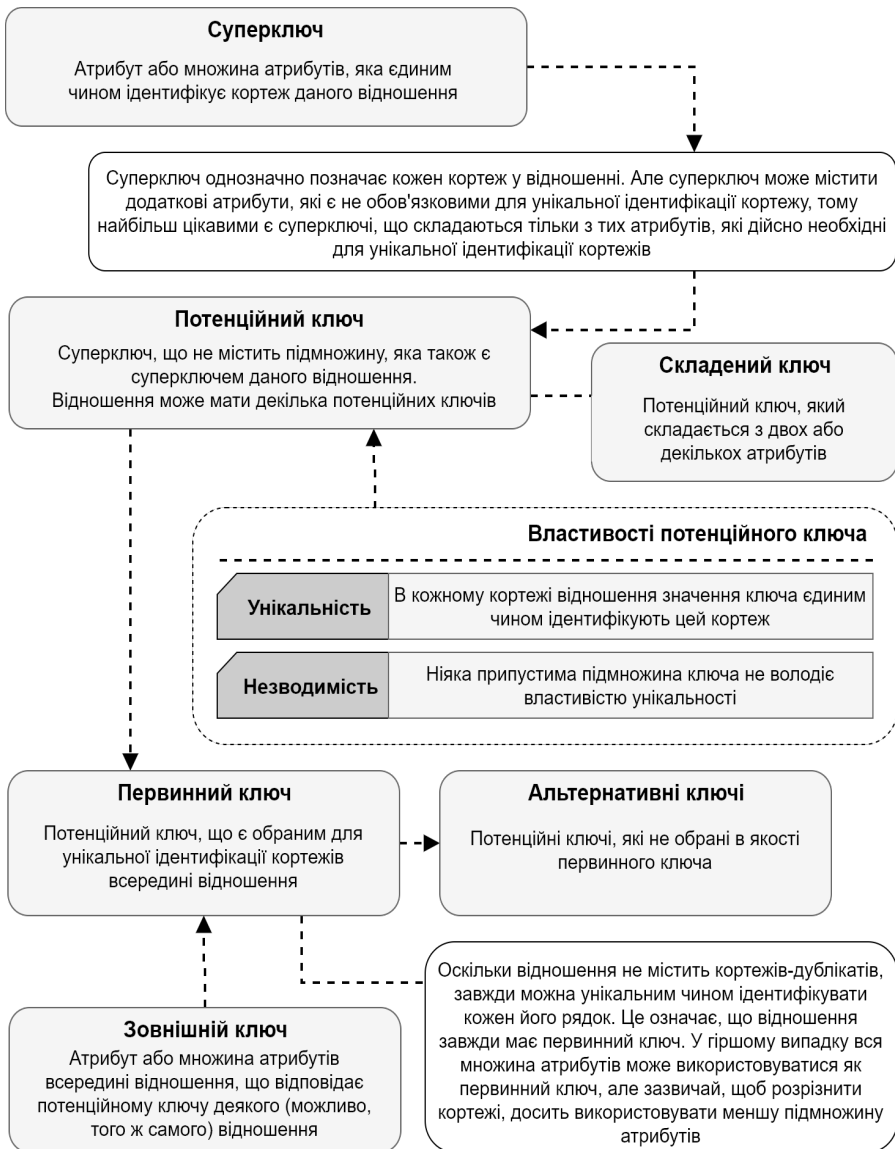 Суперключ
Атрибут або множина атрибутів, яка єдиним
чином ідентифікує кортеж даного відношення
Суперключ однозначно позначає кожен кортеж у відношенні. Але суперключ може містити
додаткові атрибути, які є не обов'язковими для унікальної ідентифікації кортежу, тому
найбільш цікавими є суперключі, що складаються тільки з тих атрибутів, які дійсно необхідні
для унікальної ідентифікації кортежів
Потенційний ключ
Суперключ, що не містить підмножину, яка також є
суперключем даного відношення.
Відношення може мати декілька потенційних ключів
Складений ключ
Потенційний ключ, який
складається з двох або
декількох атрибутів
Властивості потенційного ключа
Унікальність
В кожному кортежі відношення значення ключа єдиним
чином ідентифікують цей кортеж
Незводимість
Ніяка припустима підмножина ключа не володіє
властивістю унікальності
Первинний ключ
Потенційний ключ, що є обраним для
унікальної ідентифікації кортежів
всередині відношення
Альтернативні ключі
Потенційні ключі, які не обрані в якості
первинного ключа
Зовнішній ключ
Атрибут або множина атрибутів
всередині відношення, що відповідає
потенційному ключу деякого (можливо,
того ж самого) відношення
Оскільки відношення не містить кортежів-дублікатів,
завжди можна унікальним чином ідентифікувати
кожен його рядок. Це означає, що відношення
завжди має первинний ключ. У гіршому випадку вся
множина атрибутів може використовуватися як
первинний ключ, але зазвичай, щоб розрізнити
кортежі, досить використовувати меншу підмножину
атрибутів